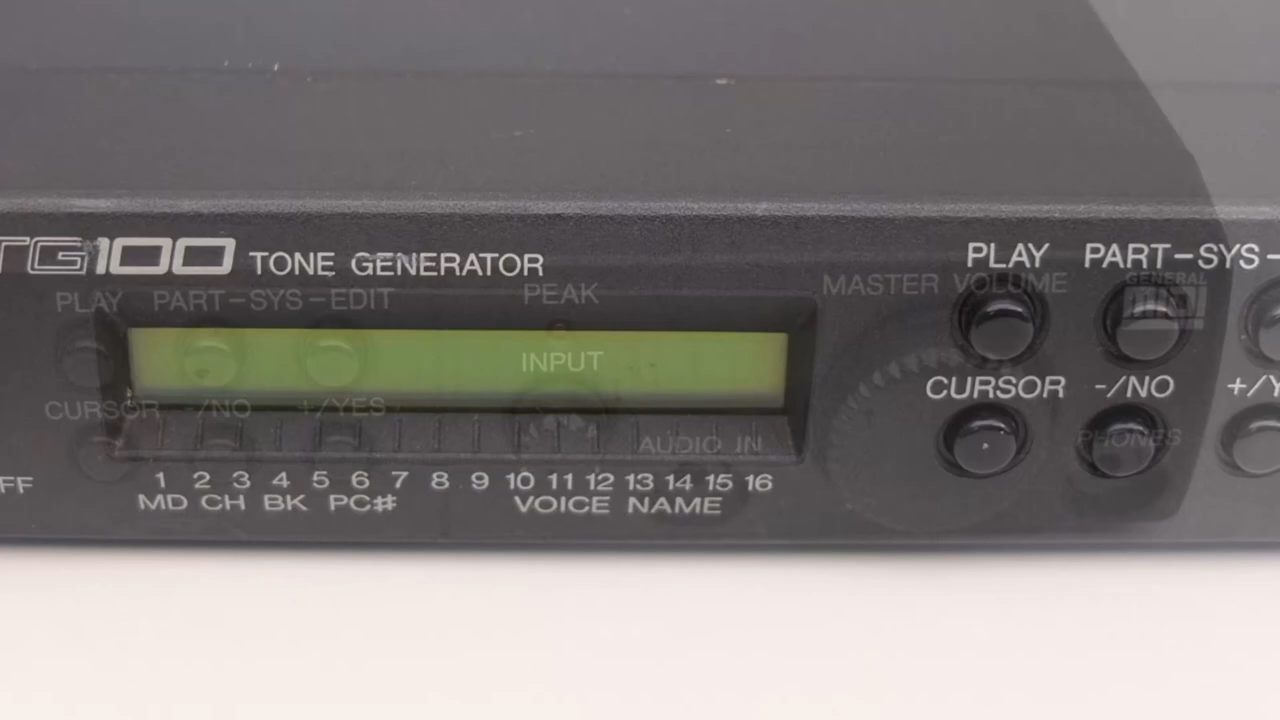 TG100 TONE GENERATOR
PLAY PART-SYS-
PLAY PART-SYS-EDIT
PEAK
MASTER VOLUME
GENERAL
MIDI
INPUT
CURSOR -/NO
CURSOR -/NO +/YES
AUDIO IN
PHONES
1 2 3 4 5 6 7 8 9 10 11 12 13 14 15 16
MD CH BK PC# VOICE NAME